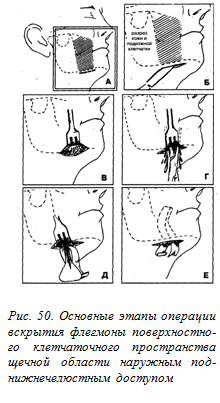 А
разрез
кожи и
подкожной
клетчатки
Б
В
Г
Д
Е
Рис. 50. Основные этапы операции
вскрытия флегмоны поверхностно-
го клетчаточного пространства
щечной области наружным под-
нижнечелюстным доступом